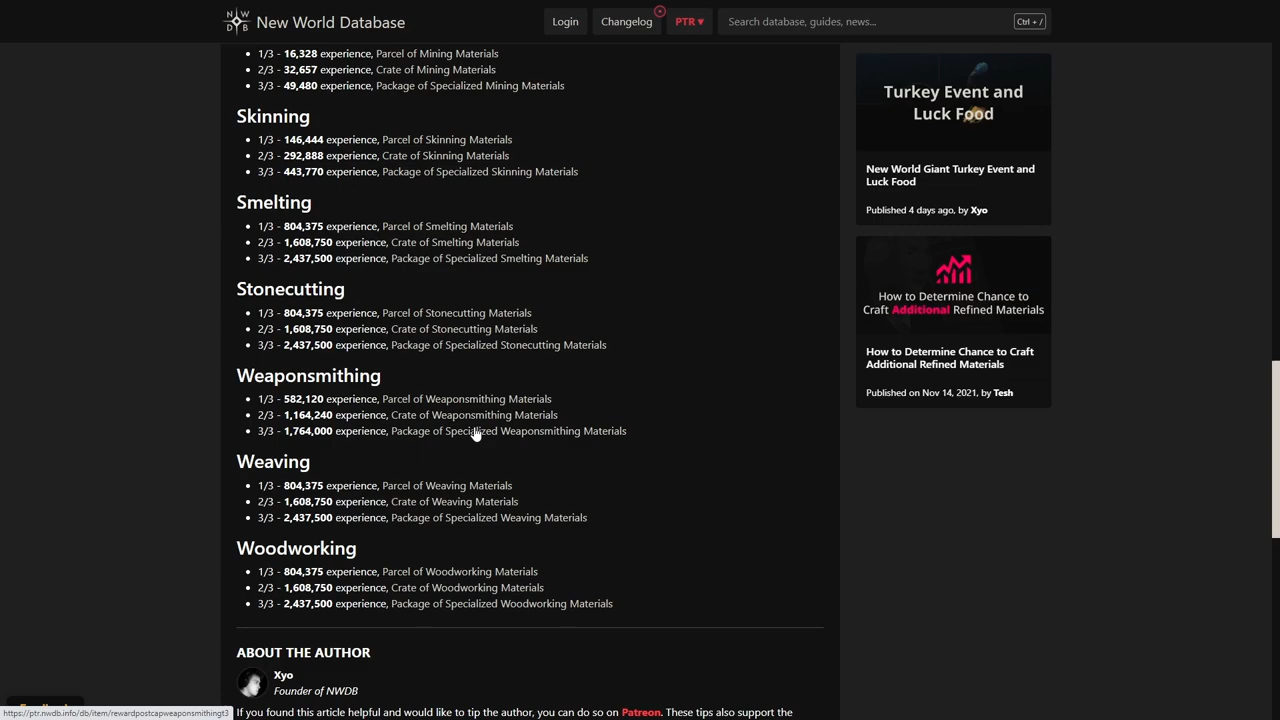 New World Database
Login
Changelog
PTR ▾
Search database, guides, news...
Ctrl + /
1/3 - 16,328 experience, Parcel of Mining Materials
2/3 - 32,657 experience, Crate of Mining Materials
3/3 - 49,480 experience, Package of Specialized Mining Materials
Skinning
1/3 - 146,444 experience, Parcel of Skinning Materials
2/3 - 292,888 experience, Crate of Skinning Materials
3/3 - 443,770 experience, Package of Specialized Skinning Materials
Smelting
1/3 - 804,375 experience, Parcel of Smelting Materials
2/3 - 1,608,750 experience, Crate of Smelting Materials
3/3 - 2,437,500 experience, Package of Specialized Smelting Materials
Stonecutting
1/3 - 804,375 experience, Parcel of Stonecutting Materials
2/3 - 1,608,750 experience, Crate of Stonecutting Materials
3/3 - 2,437,500 experience, Package of Specialized Stonecutting Materials
Weaponsmithing
1/3 - 582,120 experience, Parcel of Weaponsmithing Materials
2/3 - 1,164,240 experience, Crate of Weaponsmithing Materials
3/3 - 1,764,000 experience, Package of Specialized Weaponsmithing Materials
Weaving
1/3 - 804,375 experience, Parcel of Weaving Materials
2/3 - 1,608,750 experience, Crate of Weaving Materials
3/3 - 2,437,500 experience, Package of Specialized Weaving Materials
Woodworking
1/3 - 804,375 experience, Parcel of Woodworking Materials
2/3 - 1,608,750 experience, Crate of Woodworking Materials
3/3 - 2,437,500 experience, Package of Specialized Woodworking Materials
ABOUT THE AUTHOR
Xyo
Founder of NWDB
If you found this article helpful and would like to tip the author, you can do so on Patreon. These tips also support the
Turkey Event and
Luck Food
New World Giant Turkey Event and
Luck Food
Published 4 days ago, by Xyo
How to Determine Chance to
Craft Additional Refined Materials
How to Determine Chance to Craft
Additional Refined Materials
Published on Nov 14, 2021, by Tesh
https://ptr.nwdb.info/db/item/rewardpostcapweaponsmithingt3